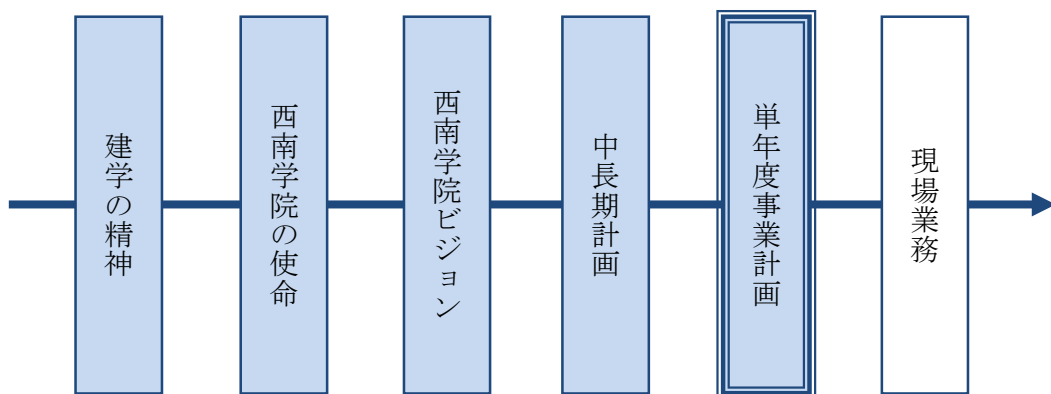 建学の精神
西南学院の使命
西南学院ビジョン
中長期計画
単年度事業計画
現場業務